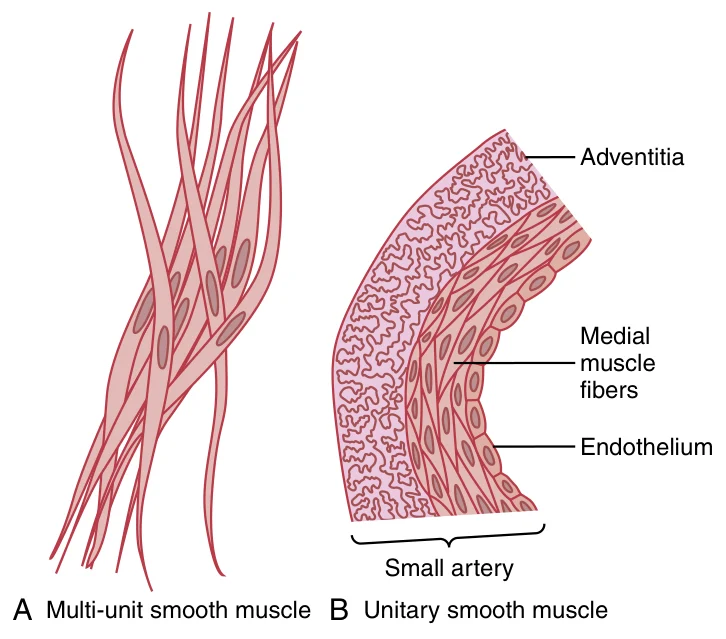 Adventitia
Medial
muscle
fibers
Endothelium
Small artery
A Multi-unit smooth muscle
B Unitary smooth muscle